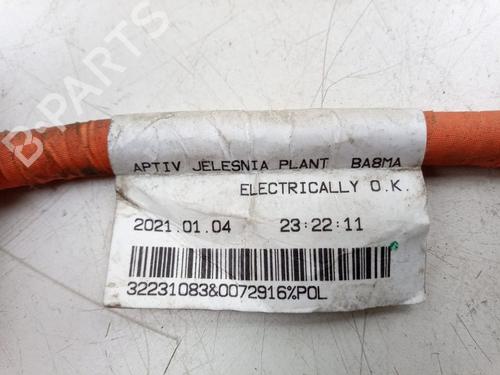 B-PARTS
APTIV JELESNIA PLANT BA8MA
ELECTRICALLY O.K.
2021.01.04 23:22:11
32231083&0072916%POL